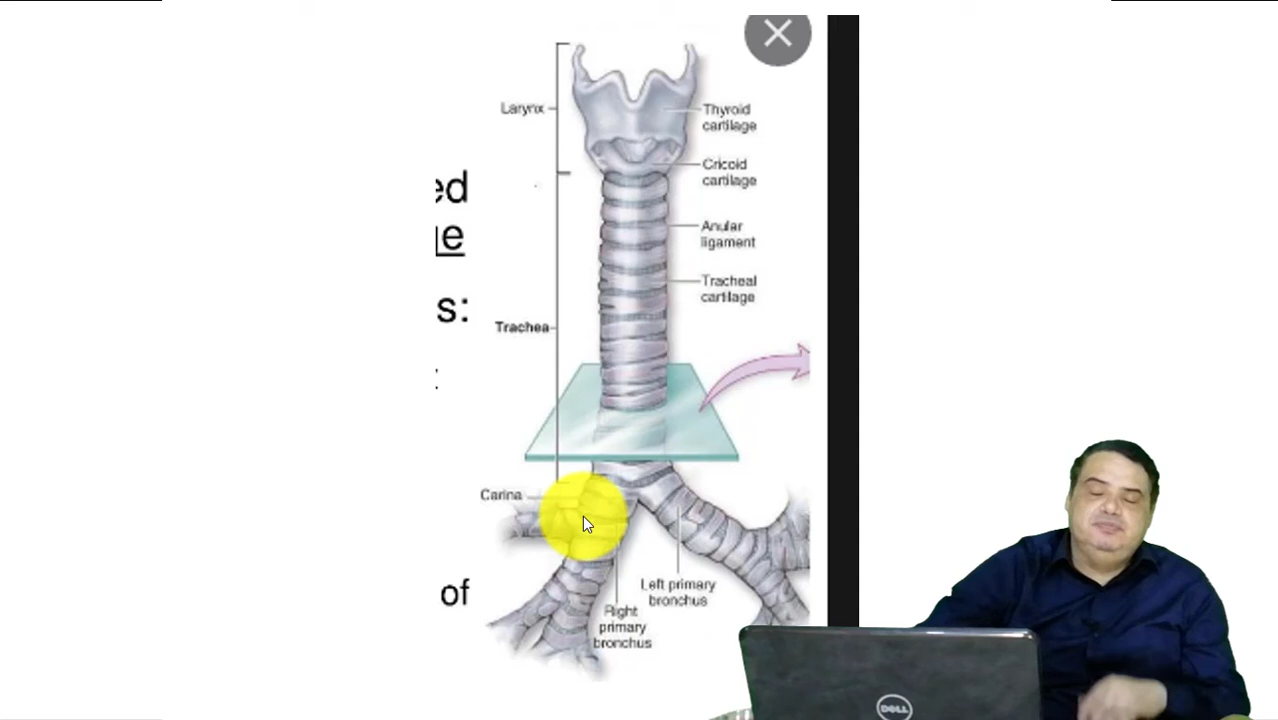 Larynx
Thyroid
cartilage
Cricoid
cartilage
ed
Anular
ligament
Tracheal
cartilage
s:
Trachea
Carina
of
Left primary
bronchus
Right
primary
bronchus
DELL